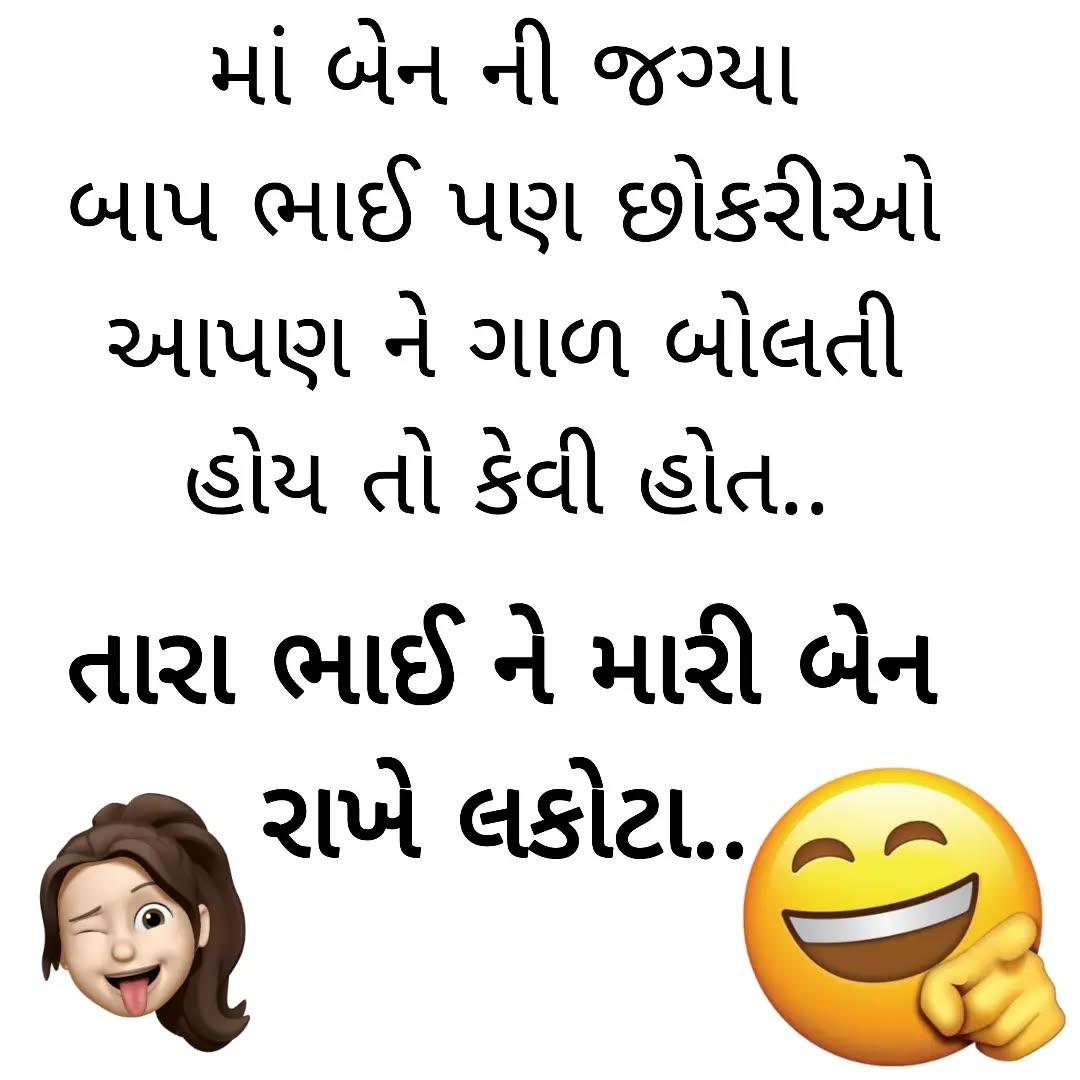 માં બેન ની જગ્યા
બાપ ભાઈ પણ છોકરીઓ
આપણ ને ગાળ બોલતી
હોય તો કેવી હોત..
તારા ભાઈ ને મારી બેન
રાખે લકોટા..